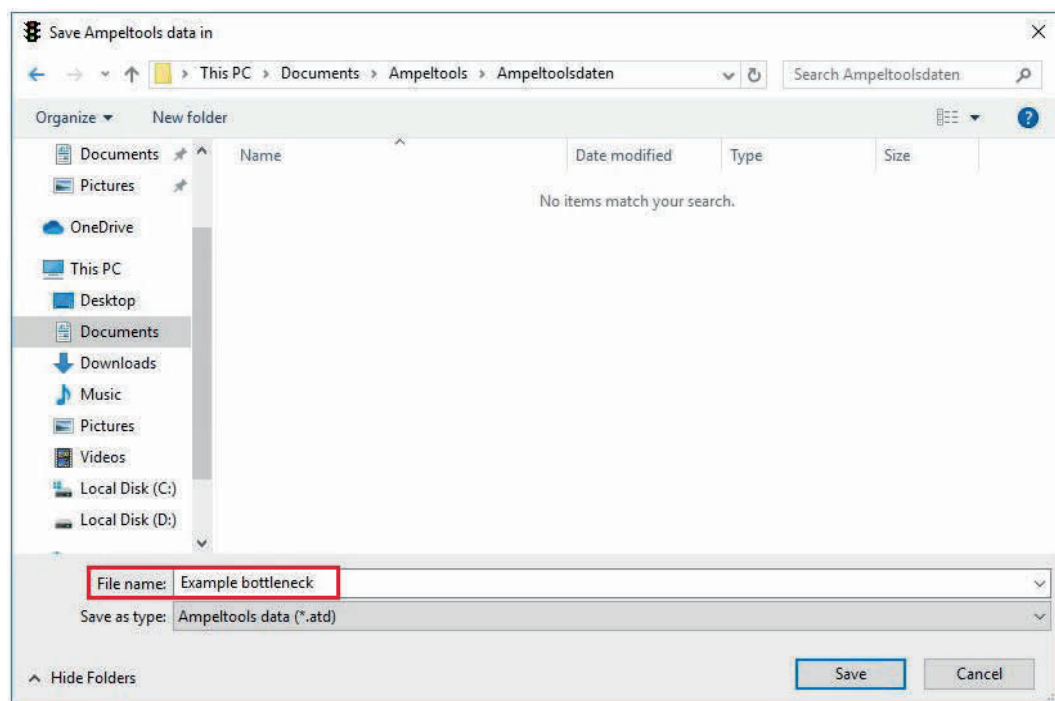 Save Ampeltools data in
This PC > Documents > Ampeltools > Ampeltoolsdaten
Search Ampeltoolsdaten
Organize
New folder
Name
Date modified
Type
Size
No items match your search.
Documents
Pictures
OneDrive
This PC
Desktop
Documents
Downloads
Music
Pictures
Videos
Local Disk (C:)
Local Disk (D:)
File name: Example bottleneck
Save as type: Ampeltools data (*.atd)
Hide Folders
Save
Cancel